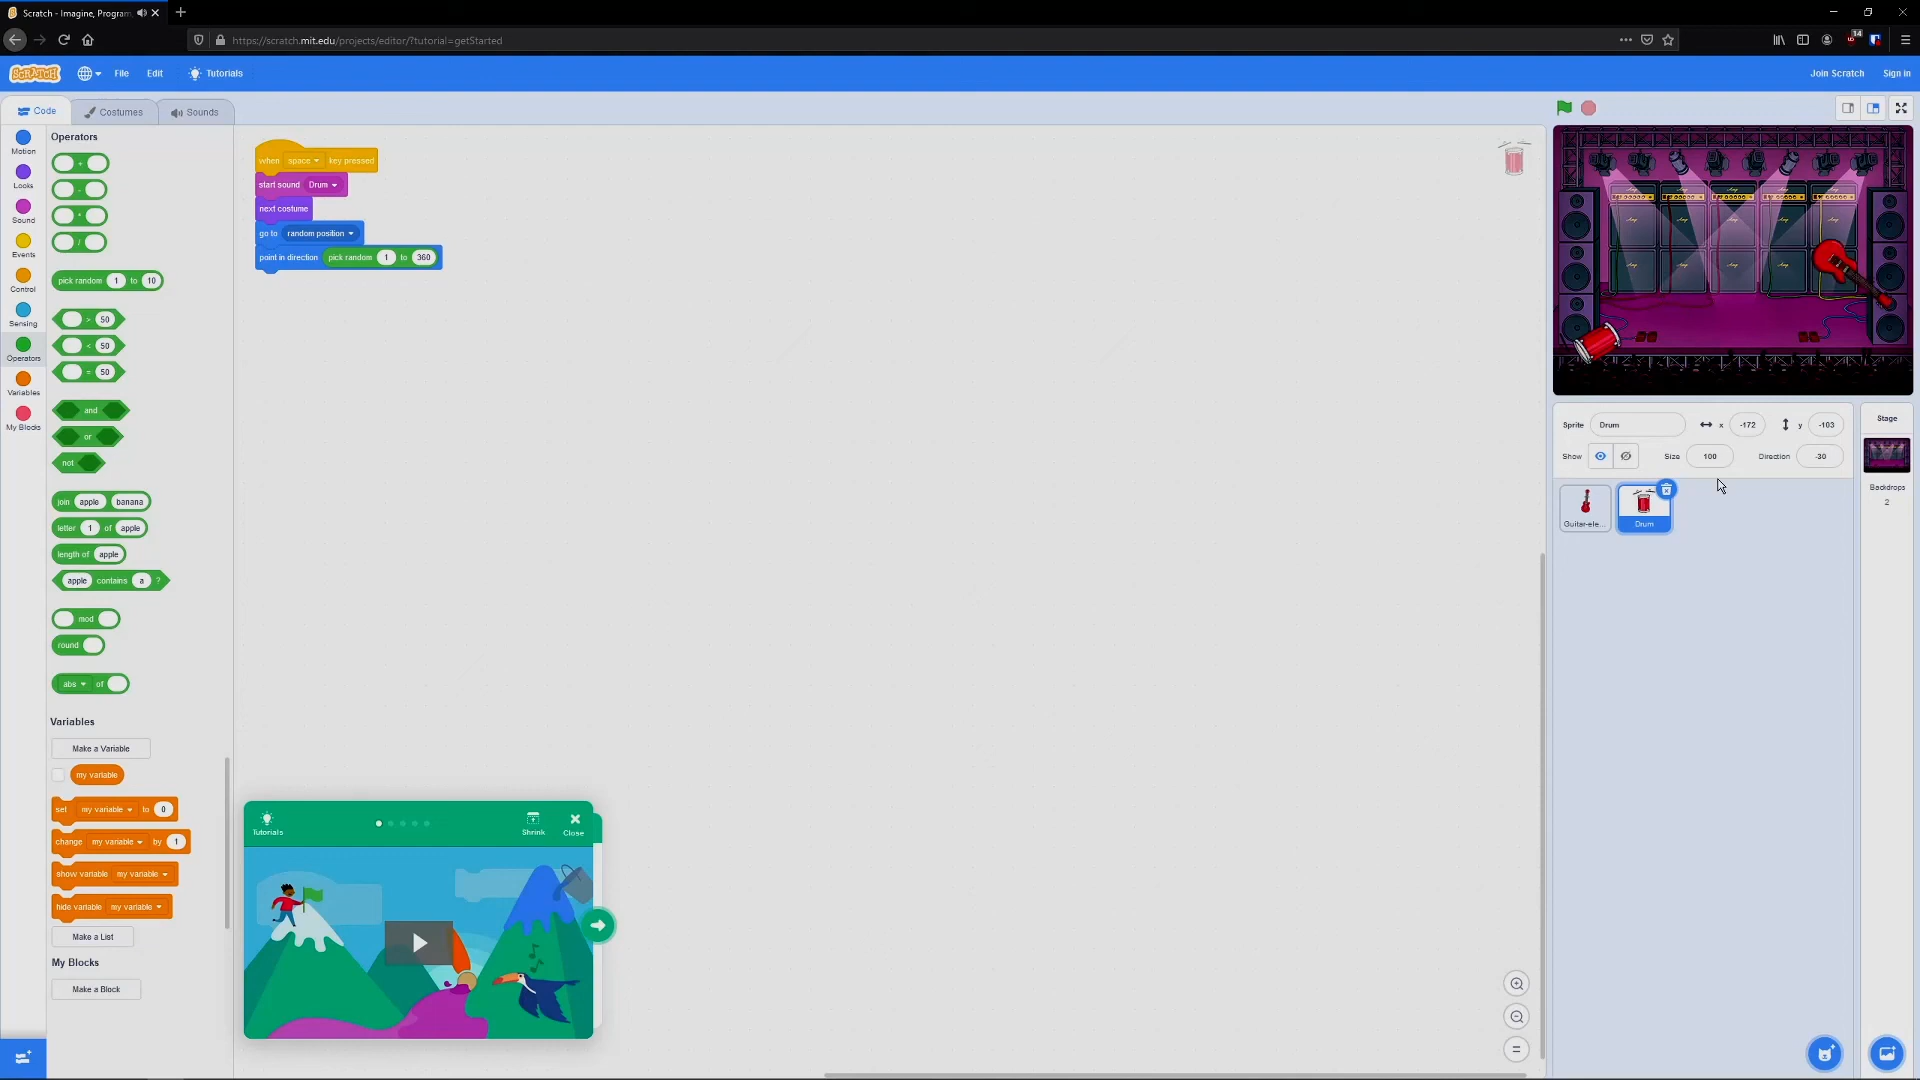 Scratch - Imagine, Program,
https://scratch.mit.edu/projects/editor/?tutorial=getStarted
14
SCRATCH
File
Edit
Tutorials
Join Scratch
Sign in
Code
Costumes
Sounds
Motion
Looks
Sound
Events
Control
Sensing
Operators
Variables
My Blocks
Operators
+
-
*
/
pick random 1 to 10
> 50
< 50
= 50
and
or
not
join apple banana
letter 1 of apple
length of apple
apple contains a ?
mod
round
abs of
Variables
Make a Variable
my variable
set my variable to 0
change my variable by 1
show variable my variable
hide variable my variable
Make a List
My Blocks
Make a Block
when space key pressed
start sound Drum
next costume
go to random position
point in direction pick random 1 to 360
Tutorials
Shrink
Close
Sprite Drum x -172 y -103
Show Size 100 Direction -30
Guitar-ele...
Drum
Stage
Backdrops
2